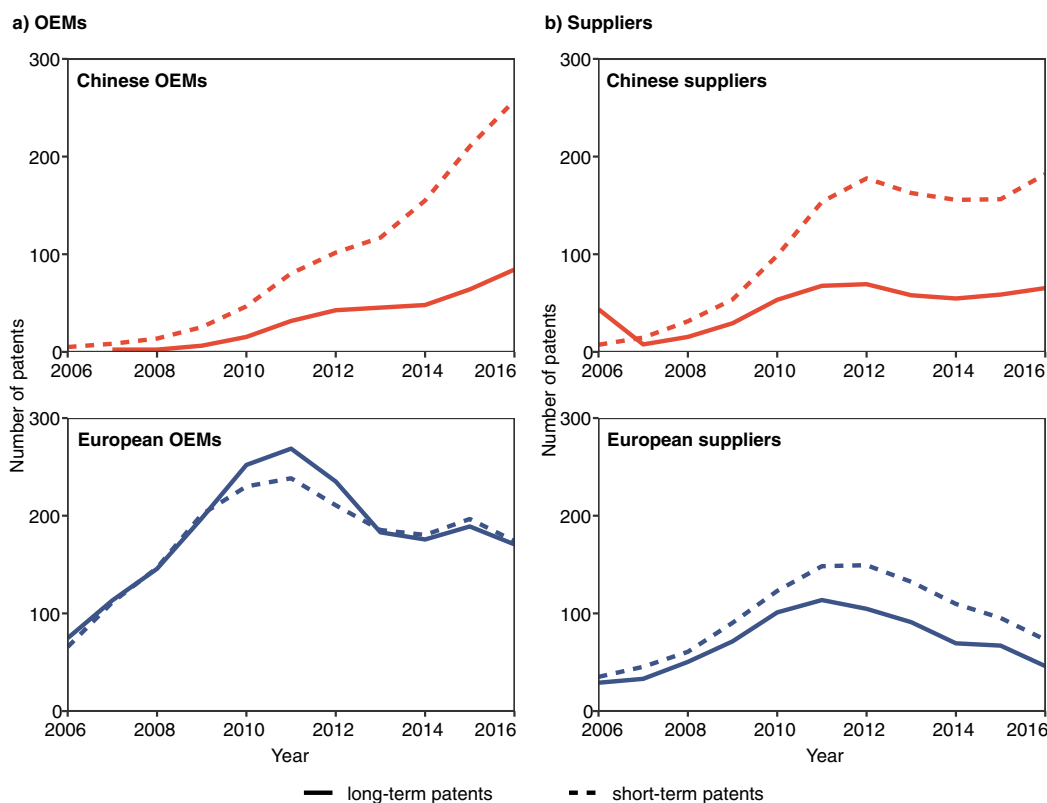 a) OEMs
b) Suppliers
Number of patents
300
200
100
0
Chinese OEMs
2006 2008 2010 2012 2014 2016
300
200
100
0
European OEMs
2006 2008 2010 2012 2014 2016
Year
Number of patents
300
200
100
0
Chinese suppliers
2006 2008 2010 2012 2014 2016
300
200
100
0
European suppliers
2006 2008 2010 2012 2014 2016
Year
long-term patents
short-term patents